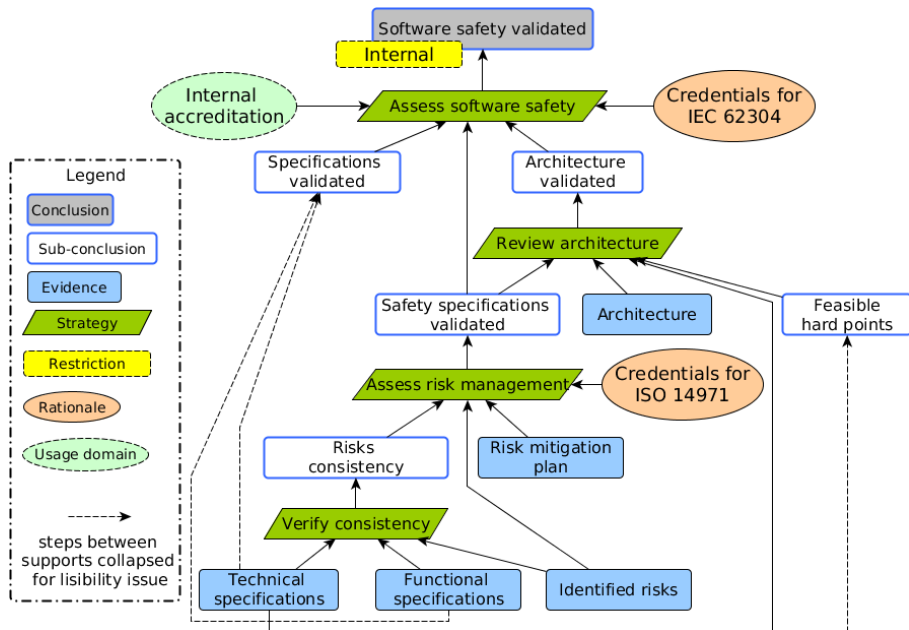 Software safety validated
Internal
Internal
accreditation
Assess software safety
Credentials for
IEC 62304
Specifications
validated
Architecture
validated
Legend
Conclusion
Sub-conclusion
Evidence
Strategy
Restriction
Rationale
Usage domain
steps between
supports collapsed
for lisibility issue
Review architecture
Safety specifications
validated
Architecture
Feasible
hard points
Assess risk management
Credentials for
ISO 14971
Risks
consistency
Risk mitigation
plan
Verify consistency
Technical
specifications
Functional
specifications
Identified risks